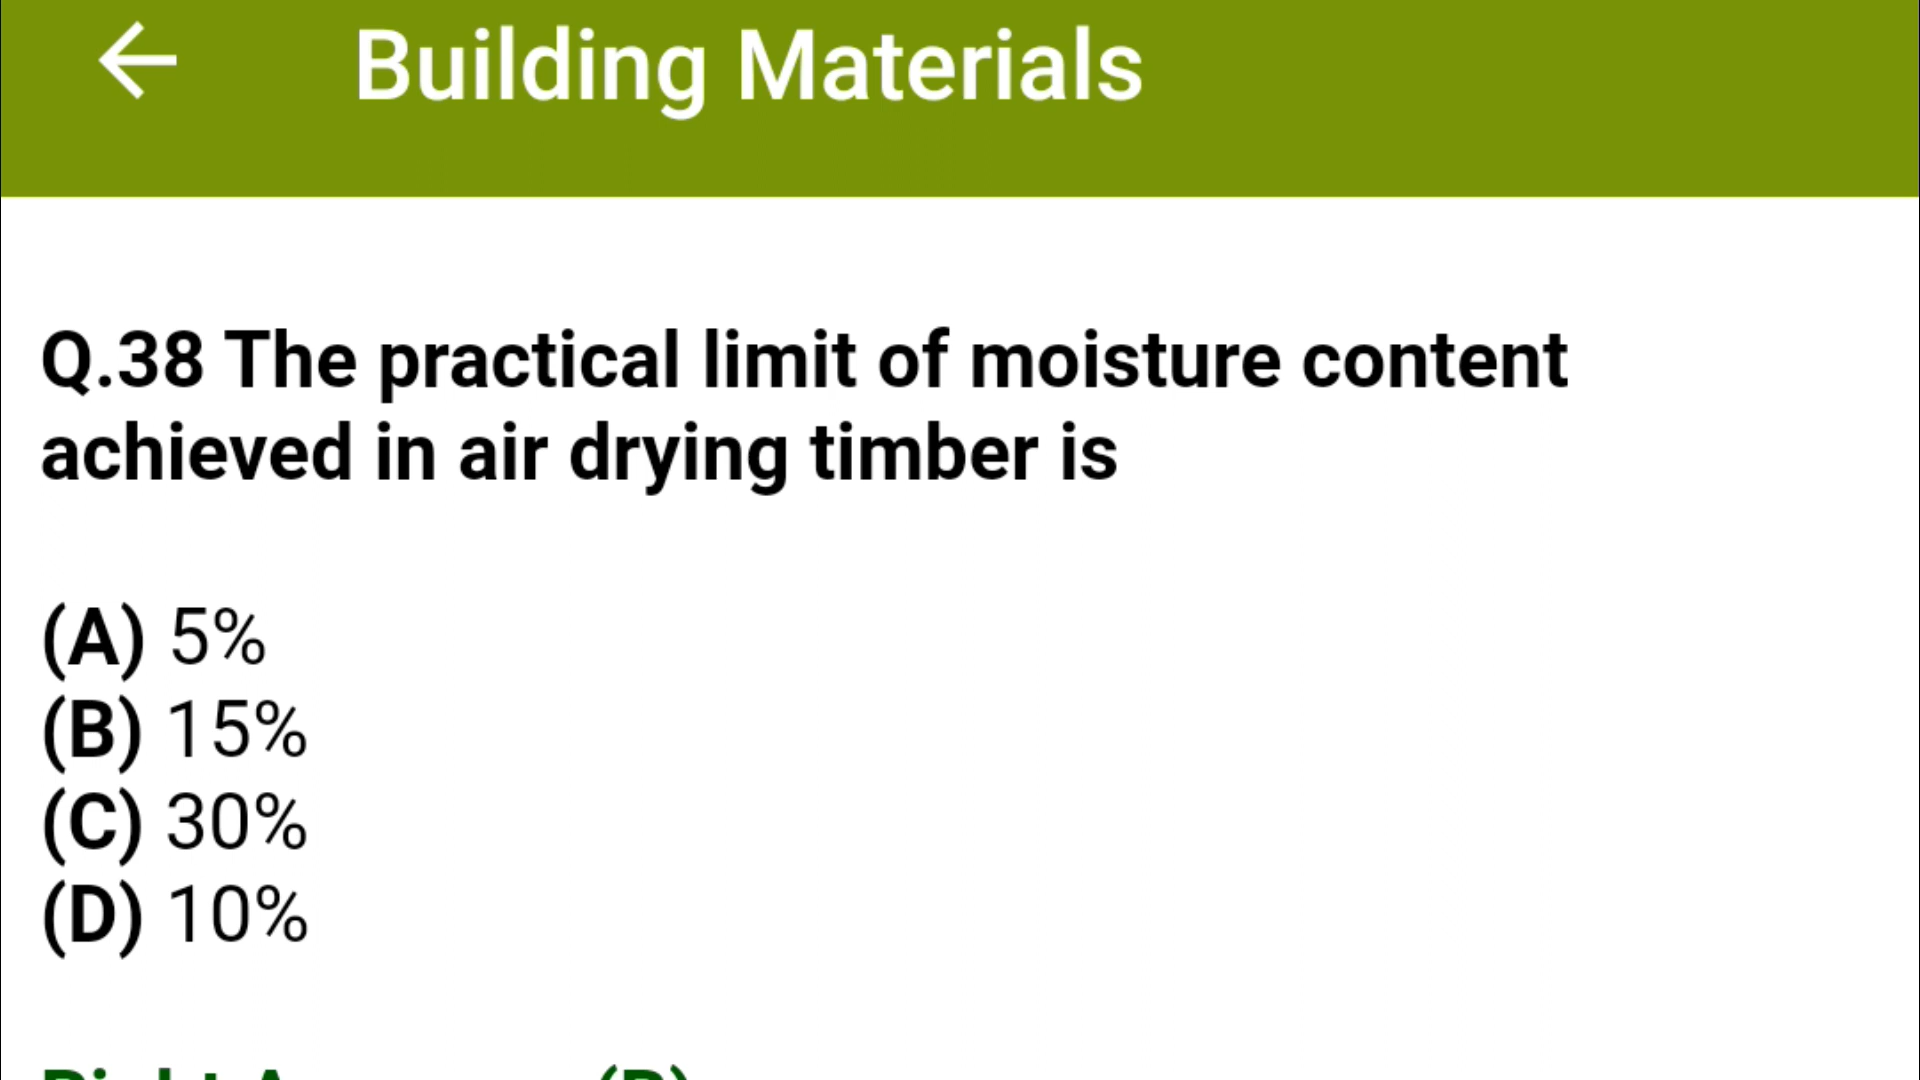 Building Materials
Q.38 The practical limit of moisture content
achieved in air drying timber is
(A) 5%
(B) 15%
(C) 30%
(D) 10%